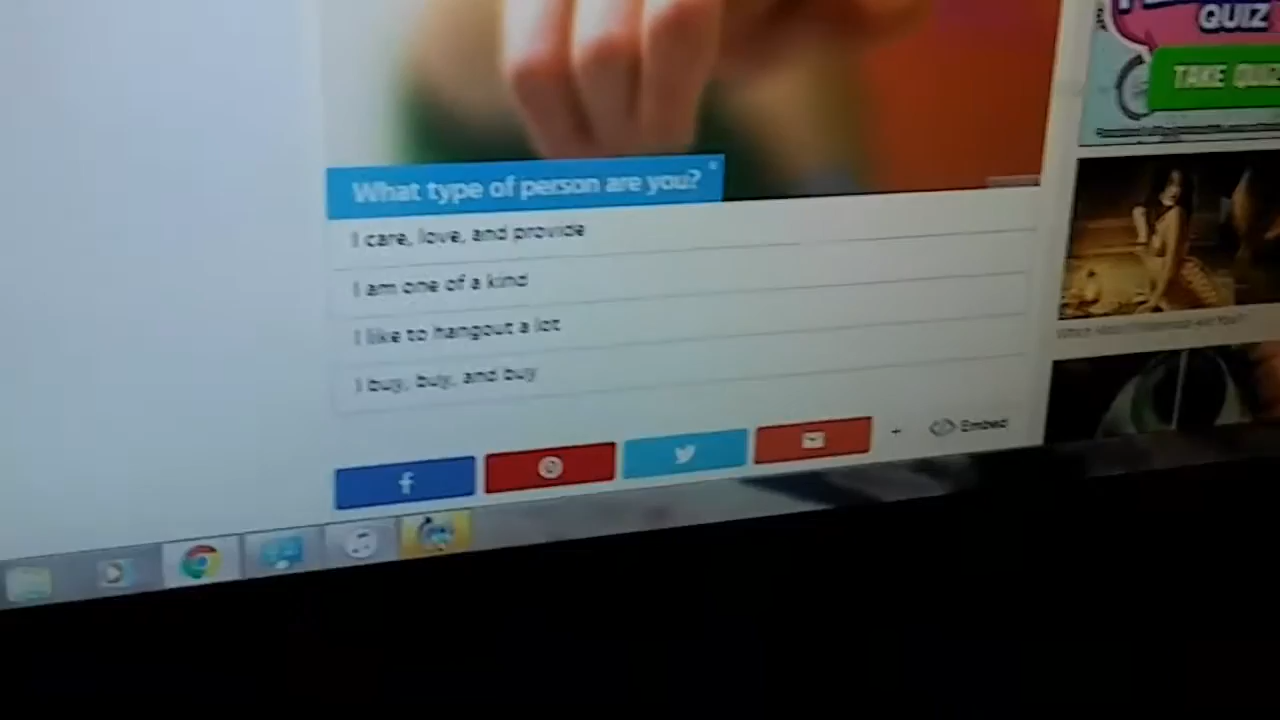 QUIZ
TAKE QUIZ
What type of person are you?
I care, love, and provide
I am one of a kind
I like to hangout a lot
I buy, buy, and buy
+ </> Embed